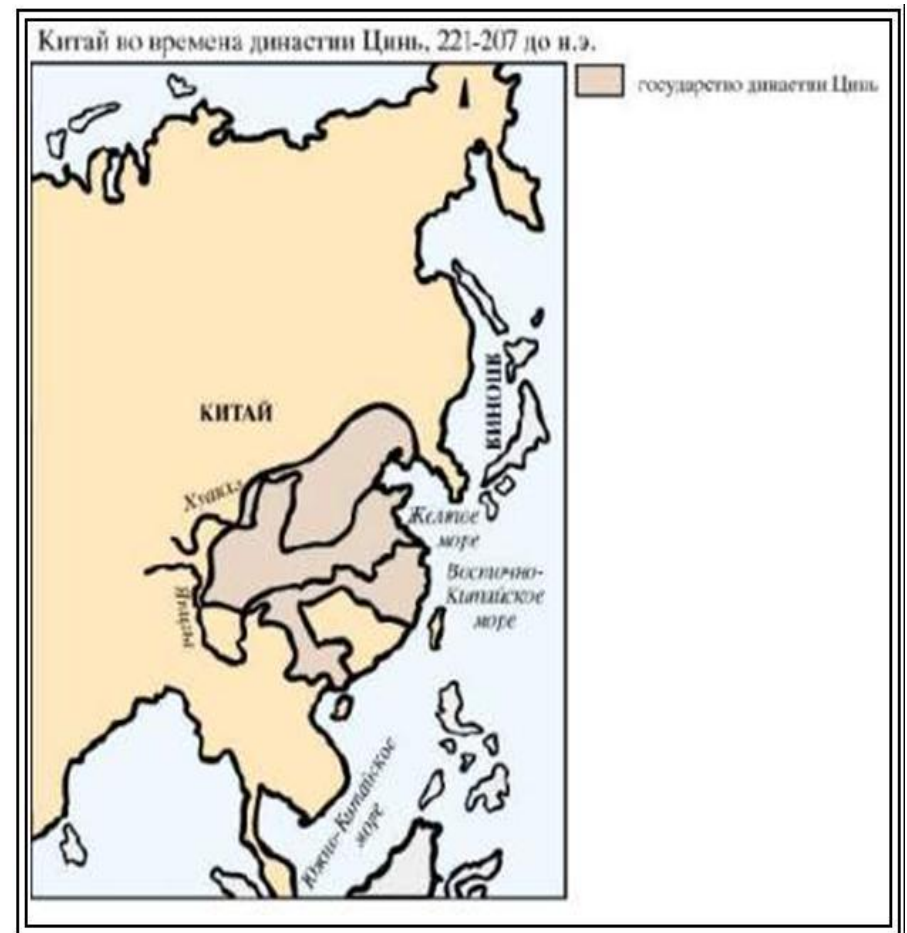 Китай во времена династии Цинь, 221-207 до н.э.
государство династии Цинь
КИТАЙ
ЯПОНИЯ
Хуанхэ
Желтое
море
Восточно-
Китайское
море
Янцзы
Южно-Китайское
море